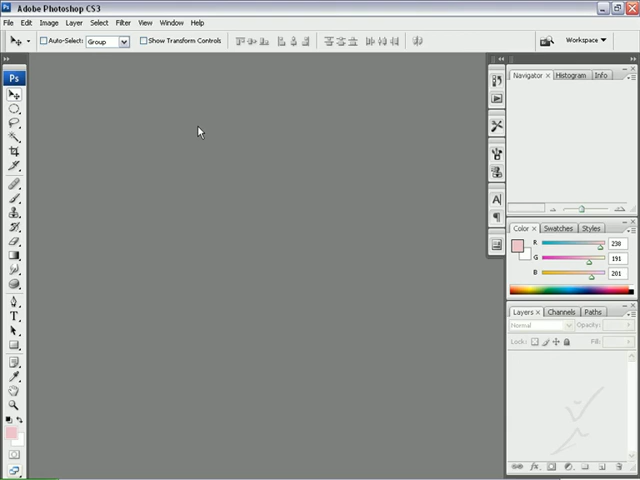 Adobe Photoshop CS3
File Edit Image Layer Select Filter View Window Help
Auto-Select: Group Show Transform Controls Workspace
Ps
Navigator Histogram Info
Color Swatches Styles
R 238
G 191
B 201
Layers Channels Paths
Normal Opacity:
Lock: Fill:
T
A
fx